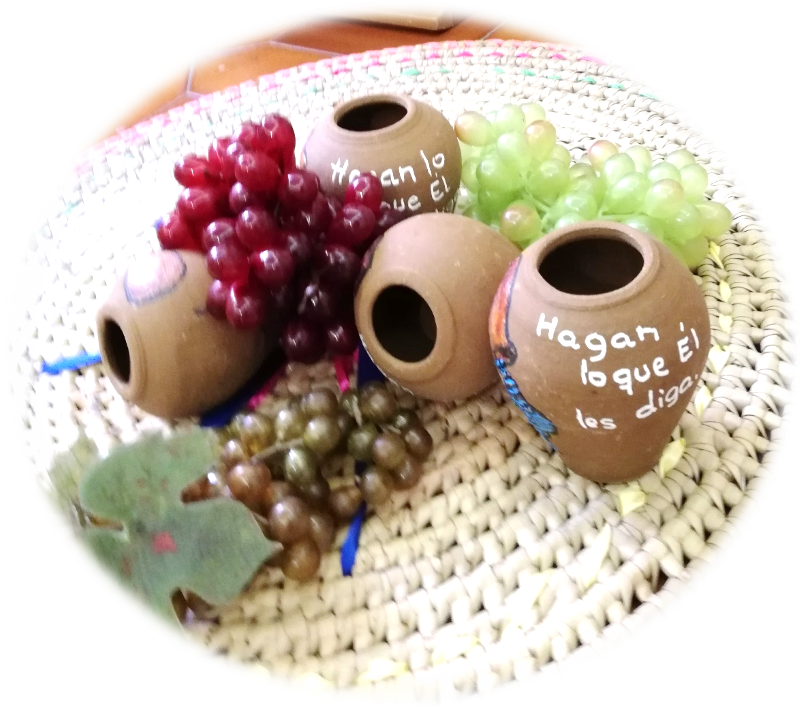 Hagan lo
que Él
Hagan
lo que Él
les diga.